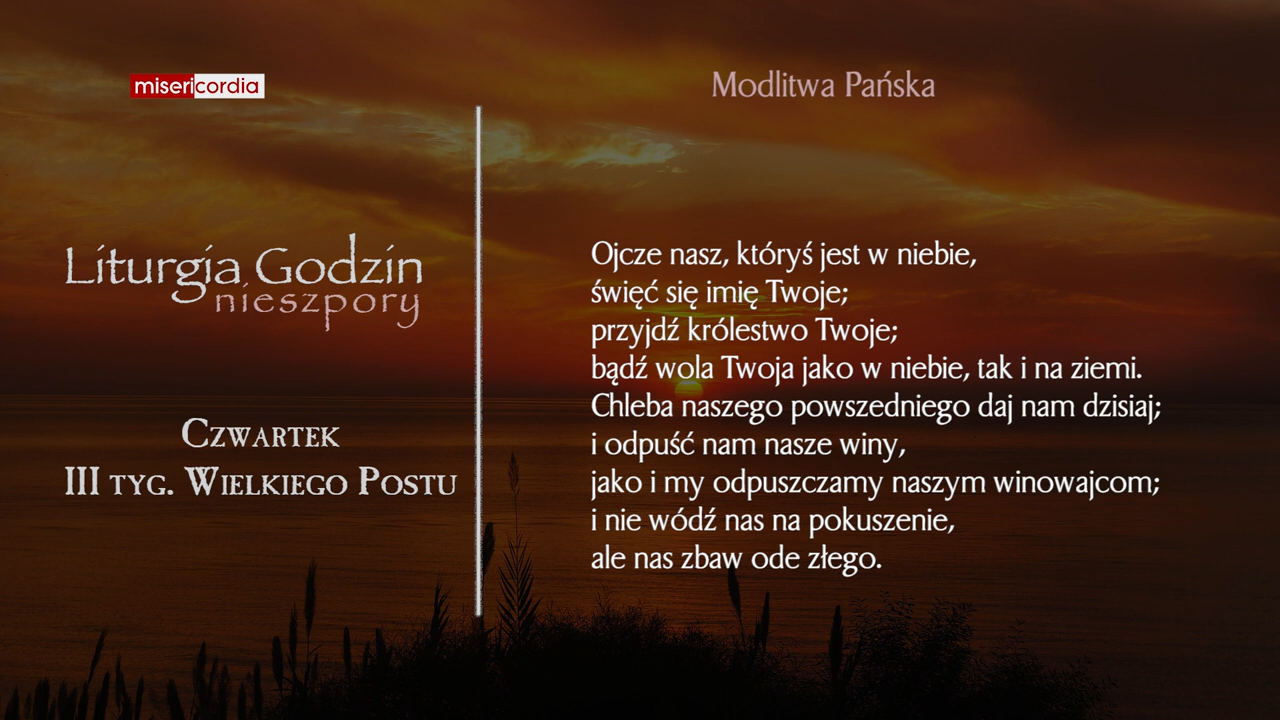 misericordia
Liturgia Godzin
nieszpory
Czwartek
III tyg. Wielkiego Postu
Modlitwa Pańska
Ojcze nasz, któryś jest w niebie,
święć się imię Twoje;
przyjdź królestwo Twoje;
bądź wola Twoja jako w niebie, tak i na ziemi.
Chleba naszego powszedniego daj nam dzisiaj;
i odpuść nam nasze winy,
jako i my odpuszczamy naszym winowajcom;
i nie wódź nas na pokuszenie,
ale nas zbaw ode złego.